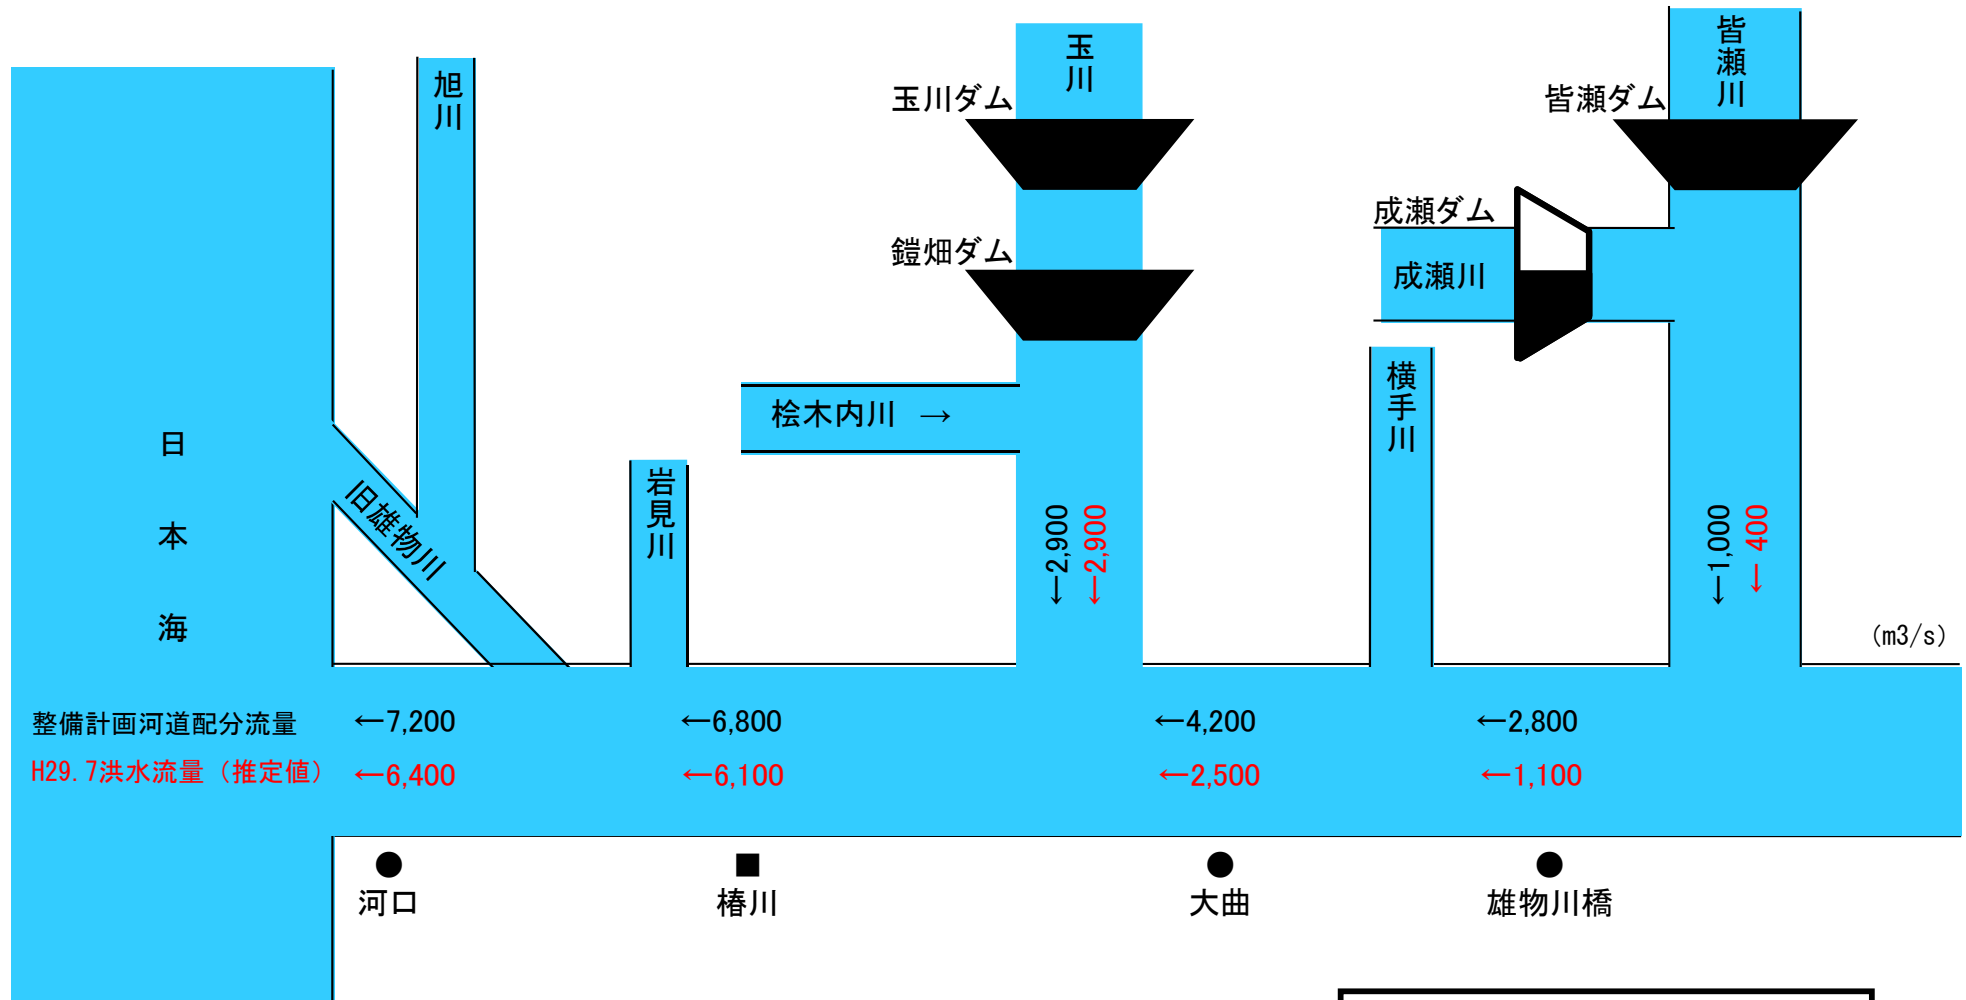 旭川
玉川
皆瀬川
玉川ダム
皆瀬ダム
成瀬ダム
鎧畑ダム
成瀬川
横手川
桧木内川 →
日本海
旧雄物川
岩見川
←2,900
←2,900
←1,000
← 400
(m3/s)
整備計画河道配分流量 ←7,200 ←6,800 ←4,200 ←2,800
H29.7洪水流量（推定値） ←6,400 ←6,100 ←2,500 ←1,100
● ■ ● ●
河口 椿川 大曲 雄物川橋